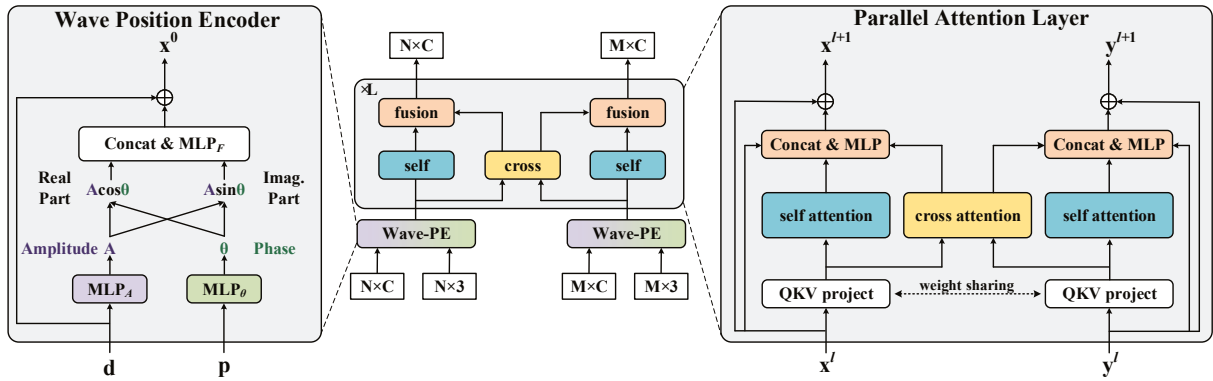 Wave Position Encoder
x⁰
Concat & MLP_F
Real Part
Acosθ
Asinθ
Imag. Part
Amplitude A
θ Phase
MLP_A
MLP_θ
d
p
N×C
M×C
×L
fusion
fusion
self
cross
self
Wave-PE
Wave-PE
N×C
N×3
M×C
M×3
Parallel Attention Layer
x^{l+1}
y^{l+1}
Concat & MLP
Concat & MLP
self attention
cross attention
self attention
QKV project
weight sharing
QKV project
x^l
y^l